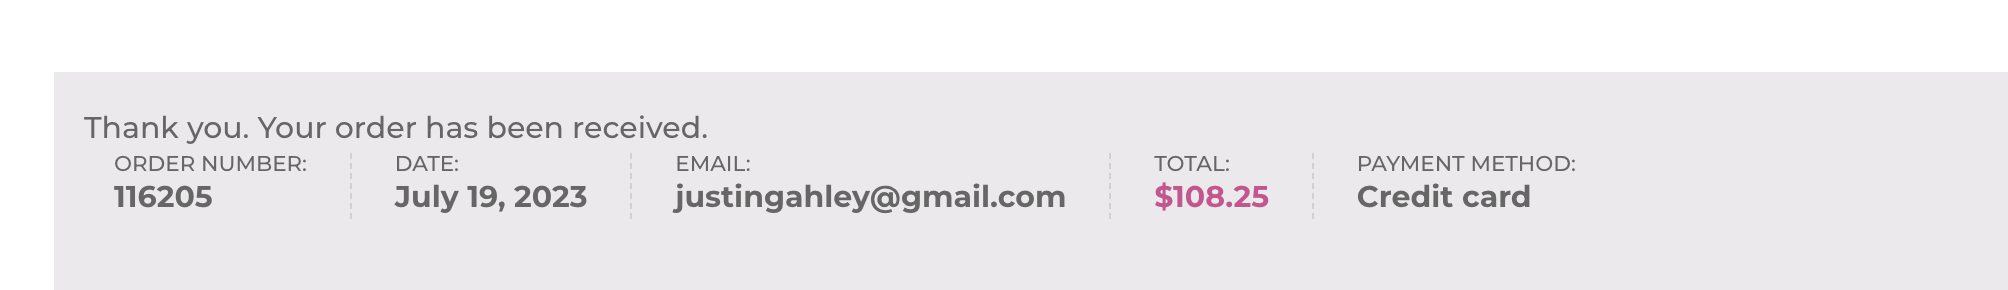 Thank you. Your order has been received.
ORDER NUMBER: DATE: EMAIL: TOTAL: PAYMENT METHOD:
116205 July 19, 2023 justingahley@gmail.com $108.25 Credit card